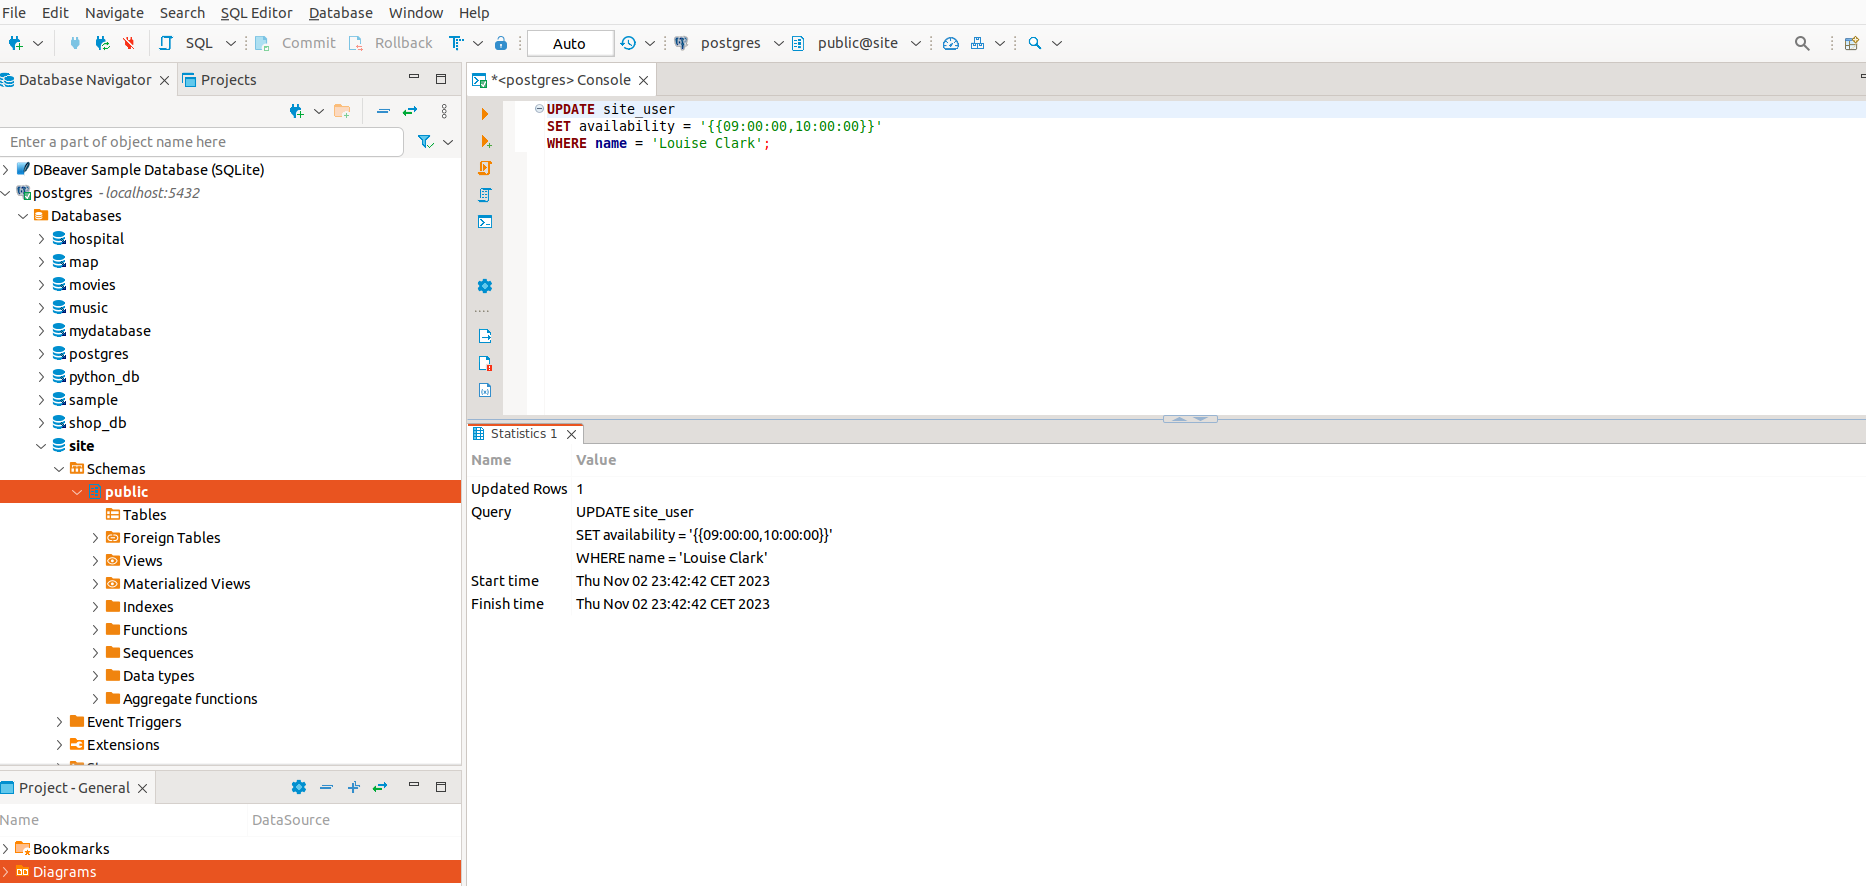 File Edit Navigate Search SQL Editor Database Window Help
SQL Commit Rollback Auto postgres public@site
Database Navigator Projects
Enter a part of object name here
DBeaver Sample Database (SQLite)
postgres - localhost:5432
Databases
hospital
map
movies
music
mydatabase
postgres
python_db
sample
shop_db
site
Schemas
public
Tables
Foreign Tables
Views
Materialized Views
Indexes
Functions
Sequences
Data types
Aggregate functions
Event Triggers
Extensions
Project - General
Name DataSource
Bookmarks
Diagrams
*<postgres> Console
UPDATE site_user
SET availability = '{{09:00:00,10:00:00}}'
WHERE name = 'Louise Clark';
Statistics 1
Name Value
Updated Rows 1
Query UPDATE site_user
SET availability = '{{09:00:00,10:00:00}}'
WHERE name = 'Louise Clark'
Start time Thu Nov 02 23:42:42 CET 2023
Finish time Thu Nov 02 23:42:42 CET 2023